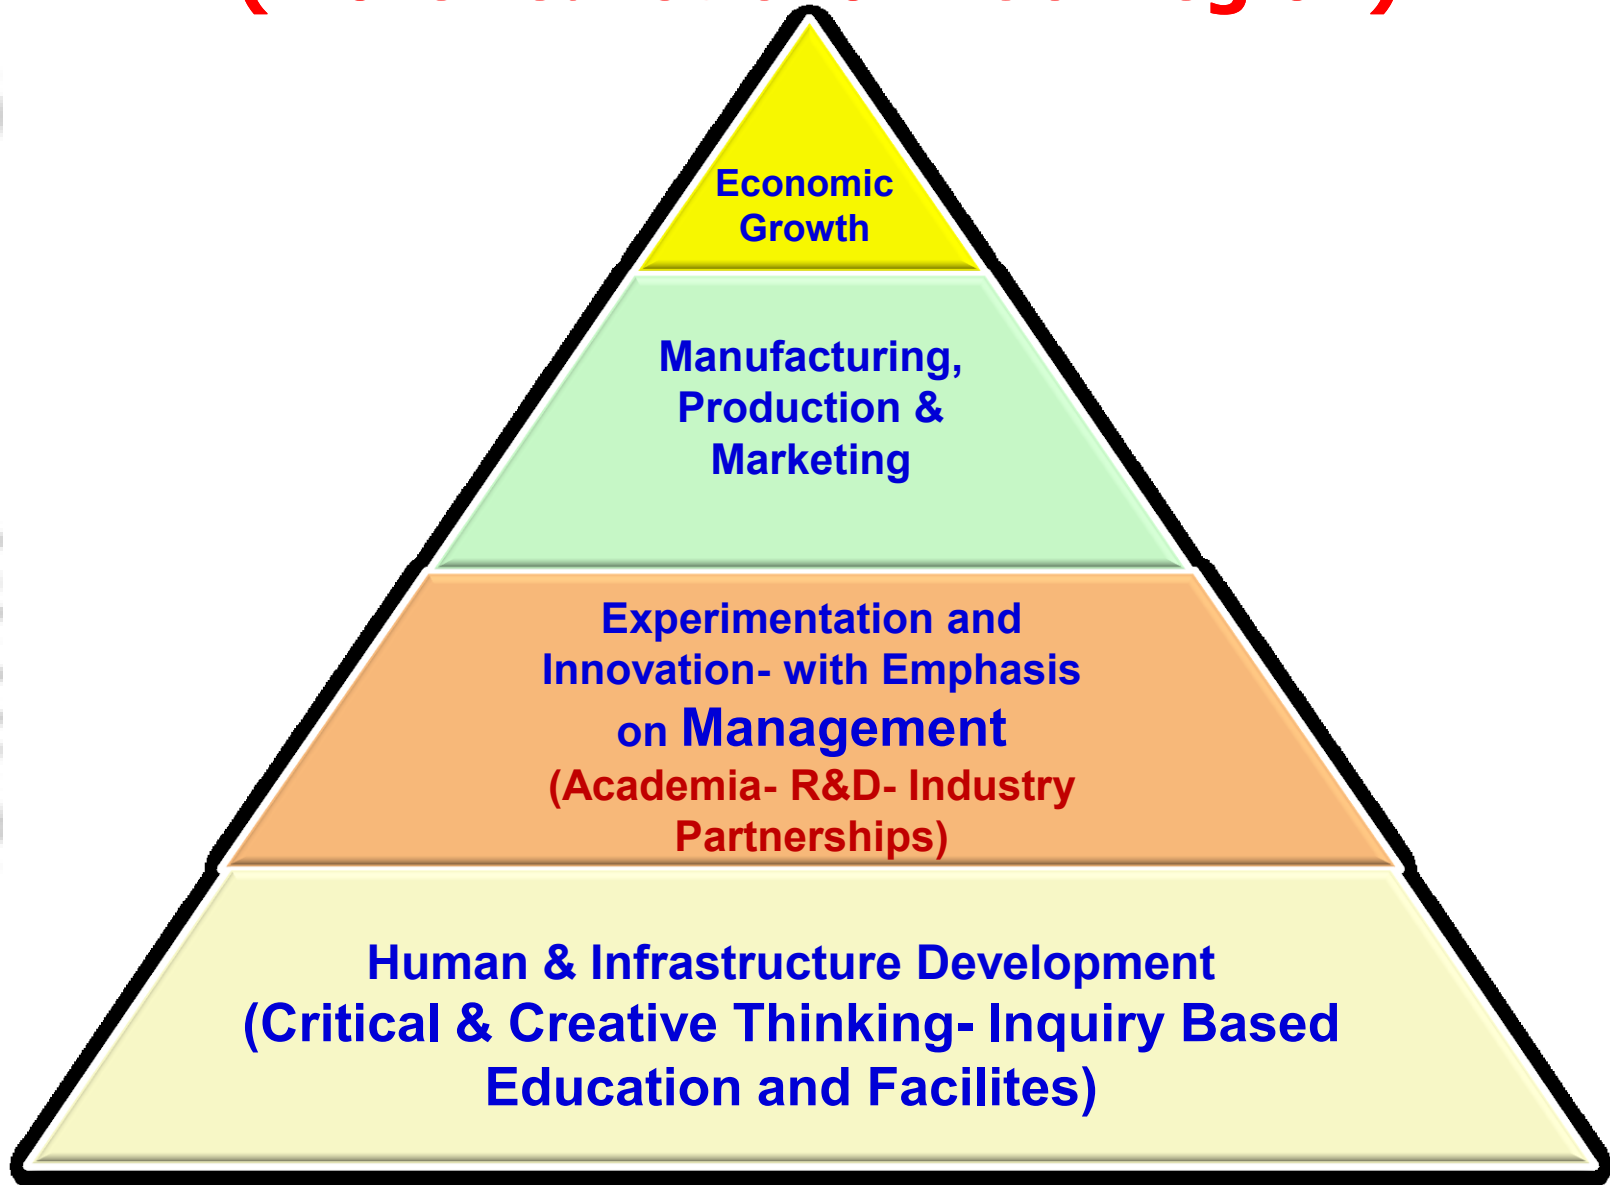 Economic
Growth
Manufacturing,
Production &
Marketing
Experimentation and
Innovation- with Emphasis
on Management
(Academia- R&D- Industry
Partnerships)
Human & Infrastructure Development
(Critical & Creative Thinking- Inquiry Based
Education and Facilites)